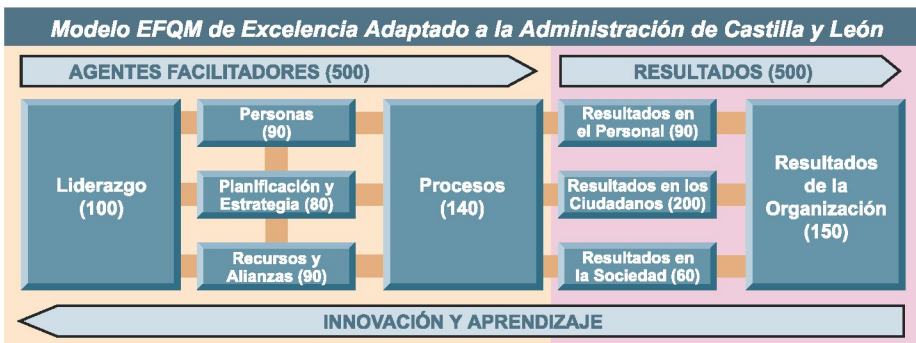 Modelo EFQM de Excelencia Adaptado a la Administración de Castilla y León
AGENTES FACILITADORES (500)
RESULTADOS (500)
Liderazgo
(100)
Personas
(90)
Planificación y
Estrategia (80)
Recursos y
Alianzas (90)
Procesos
(140)
Resultados en
el Personal (90)
Resultados en los
Ciudadanos (200)
Resultados en
la Sociedad (60)
Resultados
de la
Organización
(150)
INNOVACIÓN Y APRENDIZAJE